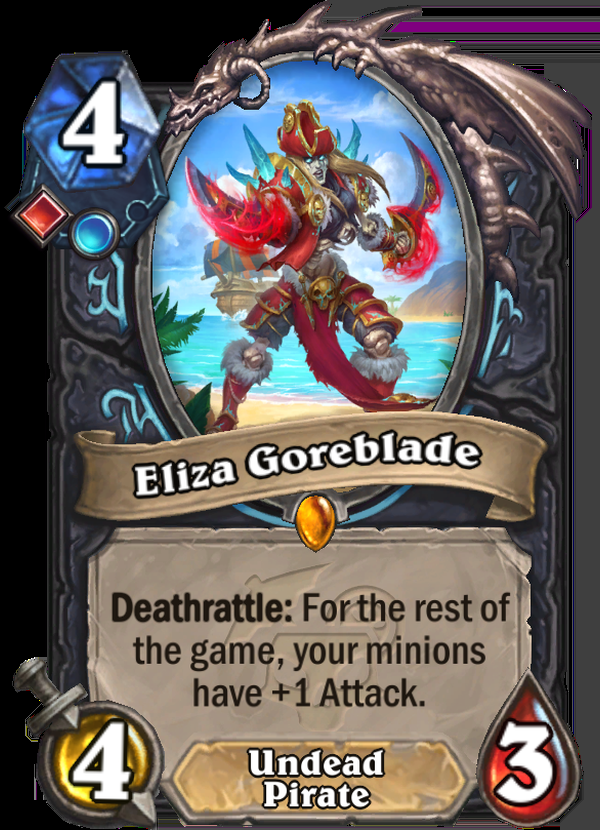 4
Eliza Goreblade
Deathrattle: For the rest of
the game, your minions
have +1 Attack.
4
Undead
Pirate
3